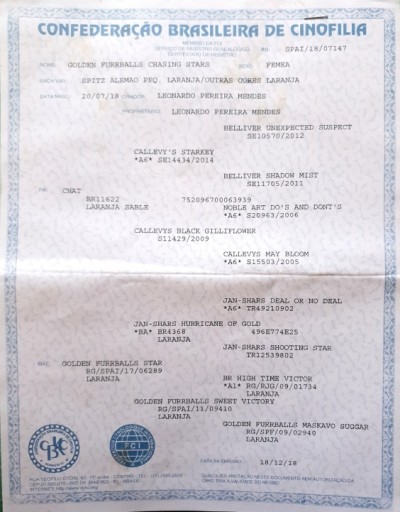 CONFEDERAÇÃO BRASILEIRA DE CINOFILIA
MEMBRO DA FCI
SERVIÇO DE REGISTRO GENEALÓGICO RG SPAI/18/07147
CERTIFICADO DE REGISTRO
NOME: GOLDEN FURRBALLS CHASING STARS SEXO: FEMEA
SPITZ ALEMAO PEQ. LARANJA/OUTRAS CORES LARANJA
DATA NASC: 20/07/18 CRIADOR: LEONARDO PEREIRA MENDES
PROPRIETÁRIO: LEONARDO PEREIRA MENDES
BELLIVER UNEXPECTED SUSPECT
SE10570/2012
CALLEVY'S STARKEY
*A6* SE14434/2014
BELLIVER SHADOW MIST
SE11705/2011
PAI: CHAT
BR11622 752096700063939
LARANJA SABLE
NOBLE ART DO'S AND DONT'S
*A6* S20963/2006
CALLEVYS BLACK GILLIFLOWER
S11429/2009
CALLEVYS MAY BLOOM
*A6* S15503/2005
JAN-SHARS DEAL OR NO DEAL
*A6* TR49210902
JAN-SHARS HURRICANE OF GOLD
*BA* BR4368 496E774E25
LARANJA
JAN-SHARS SHOOTING STAR
TR12539802
MÃE: GOLDEN FURRBALLS STAR
RG/SPAI/17/06289
LARANJA
BR HIGH TIME VICTOR
*A1* RG/RJG/09/01734
LARANJA
GOLDEN FURRBALLS SWEET VICTORY
RG/SPAI/11/09410
LARANJA
GOLDEN FURRBALLS MASKAVO SUGGAR
RG/SPF/09/02940
LARANJA
CBKC
FCI
18/12/18